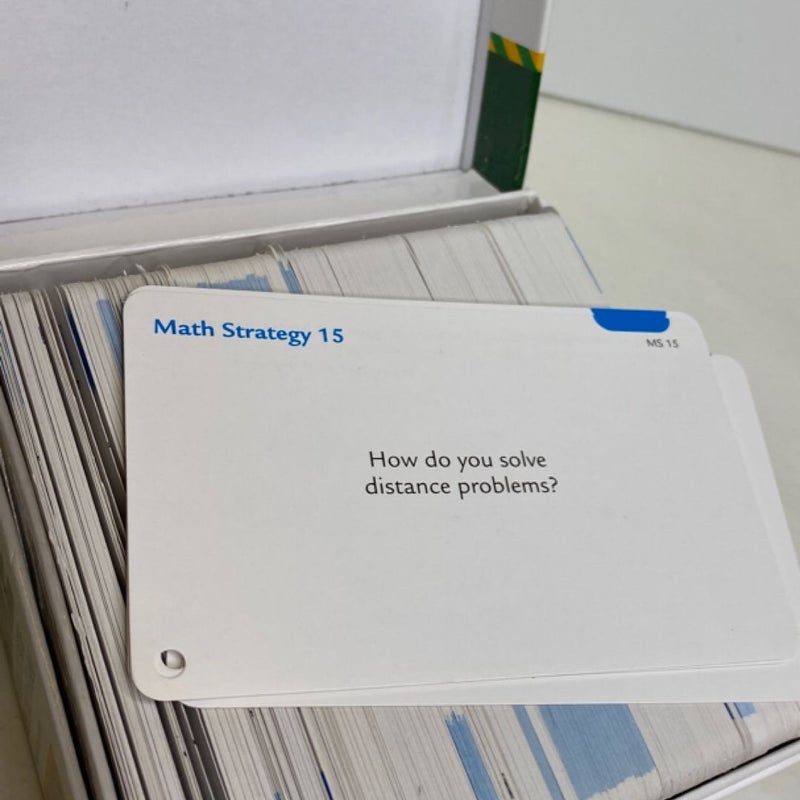 Math Strategy 15
MS 15
How do you solve
distance problems?